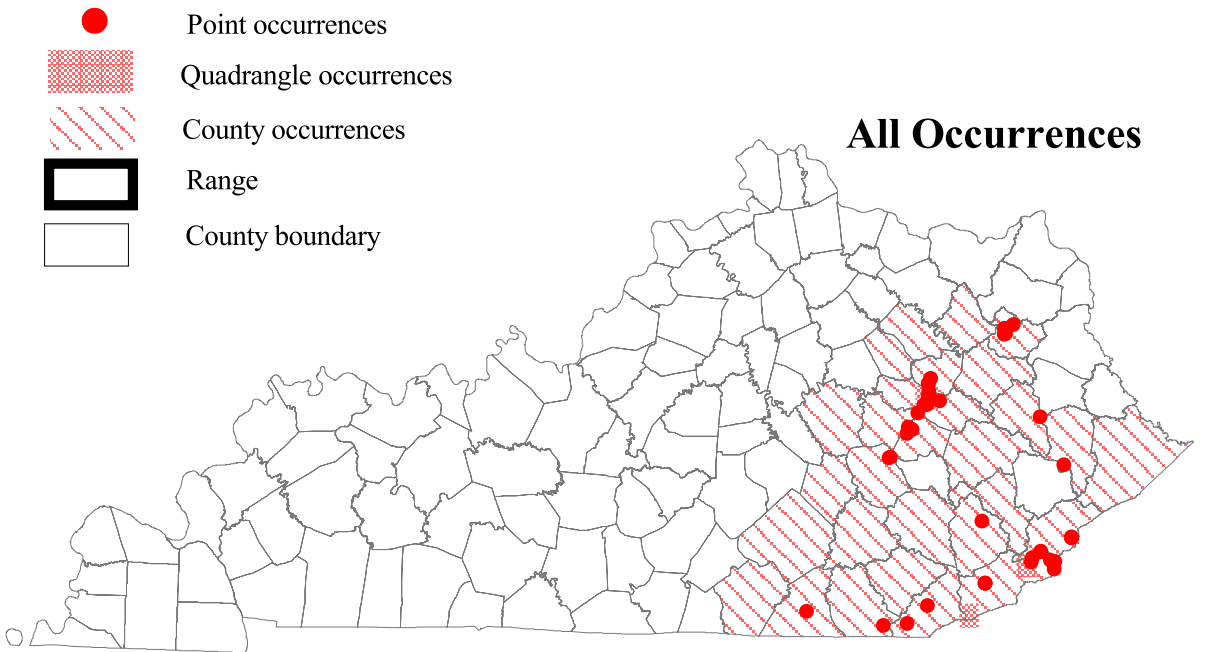 Point occurrences
Quadrangle occurrences
County occurrences
Range
County boundary
All Occurrences